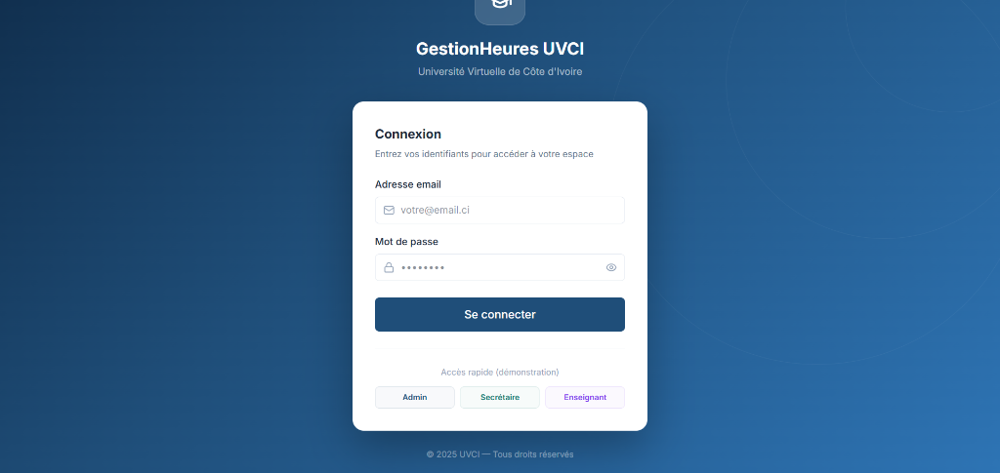 GestionHeures UVCI
Université Virtuelle de Côte d'Ivoire
Connexion
Entrez vos identifiants pour accéder à votre espace
Adresse email
votre@email.ci
Mot de passe
••••••••
Se connecter
Accès rapide (démonstration)
Admin Secrétaire Enseignant
© 2025 UVCI — Tous droits réservés